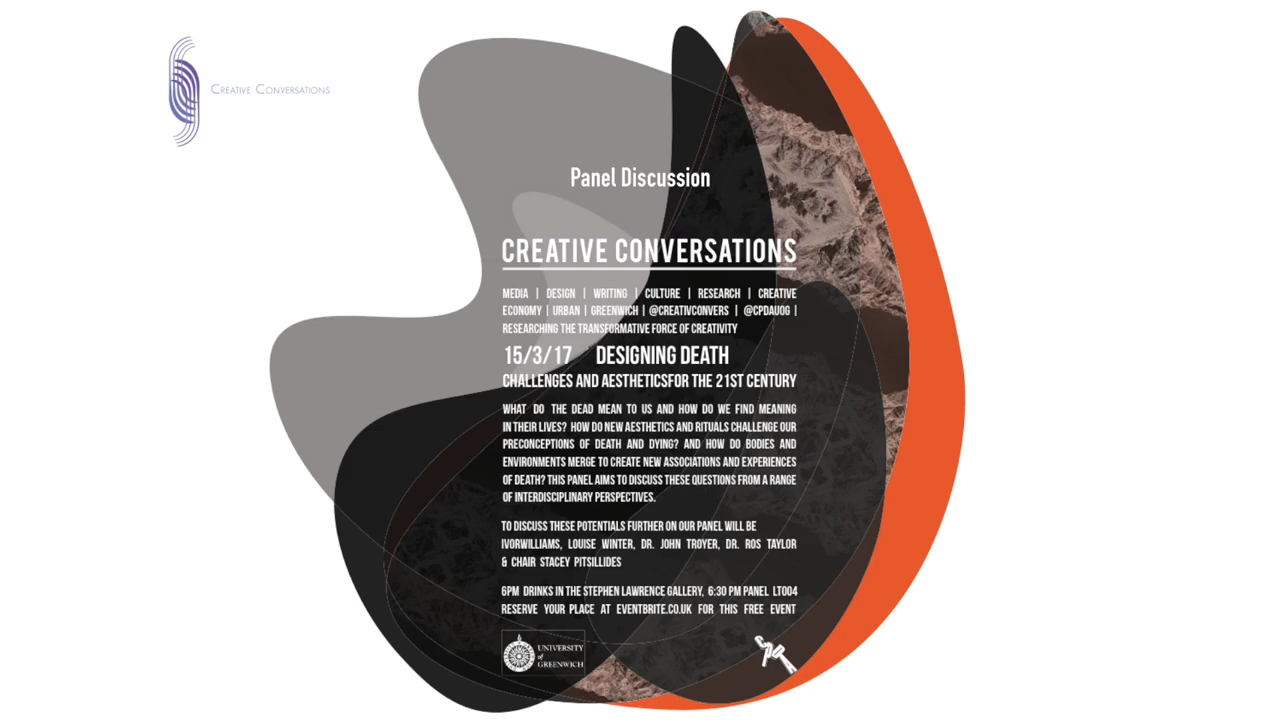 Creative Conversations
Panel Discussion
CREATIVE CONVERSATIONS
MEDIA | DESIGN | WRITING | CULTURE | RESEARCH | CREATIVE
ECONOMY | URBAN | GREENWICH | @CREATIVCONVERS | @CPDAUOG |
RESEARCHING THE TRANSFORMATIVE FORCE OF CREATIVITY
15/3/17 DESIGNING DEATH
CHALLENGES AND AESTHETICSFOR THE 21ST CENTURY
WHAT DO THE DEAD MEAN TO US AND HOW DO WE FIND MEANING
IN THEIR LIVES? HOW DO NEW AESTHETICS AND RITUALS CHALLENGE OUR
PRECONCEPTIONS OF DEATH AND DYING? AND HOW DO BODIES AND
ENVIRONMENTS MERGE TO CREATE NEW ASSOCIATIONS AND EXPERIENCES
OF DEATH? THIS PANEL AIMS TO DISCUSS THESE QUESTIONS FROM A RANGE
OF INTERDISCIPLINARY PERSPECTIVES.
TO DISCUSS THESE POTENTIALS FURTHER ON OUR PANEL WILL BE
IVORWILLIAMS, LOUISE WINTER, DR. JOHN TROYER, DR. ROS TAYLOR
& CHAIR STACEY PITSILLIDES
6PM DRINKS IN THE STEPHEN LAWRENCE GALLERY, 6:30 PM PANEL LT004
RESERVE YOUR PLACE AT EVENTBRITE.CO.UK FOR THIS FREE EVENT
UNIVERSITY
of
GREENWICH